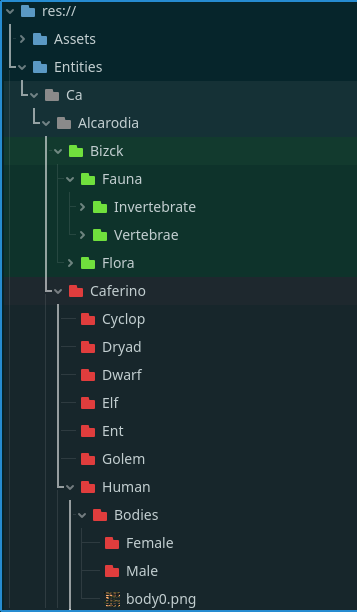 res://
Assets
Entities
Ca
Alcarodia
Bizck
Fauna
Invertebrate
Vertebrae
Flora
Caferino
Cyclop
Dryad
Dwarf
Elf
Ent
Golem
Human
Bodies
Female
Male
body0.png